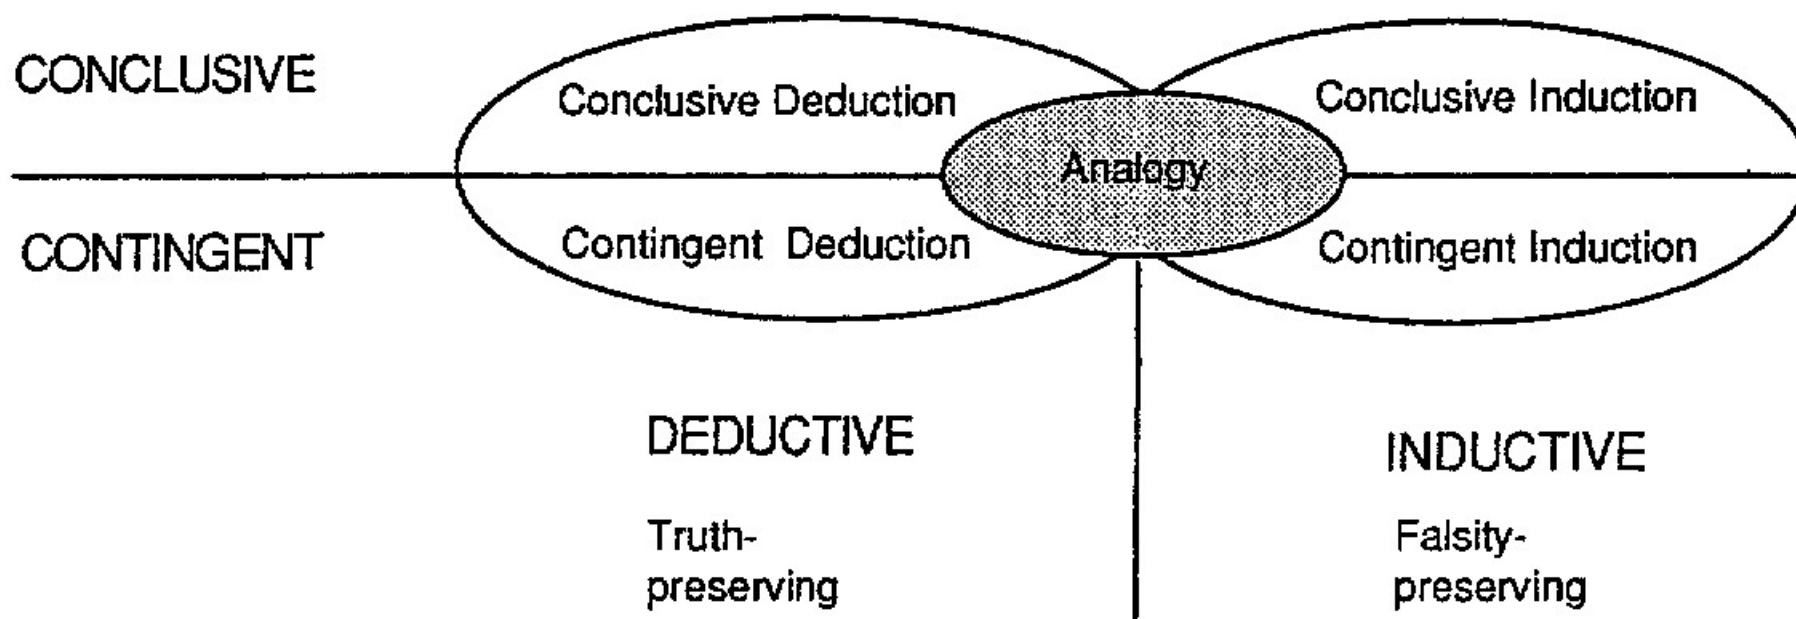 CONCLUSIVE
Conclusive Deduction
Conclusive Induction
Analogy
CONTINGENT
Contingent Deduction
Contingent Induction
DEDUCTIVE
INDUCTIVE
Truth-
preserving
Falsity-
preserving